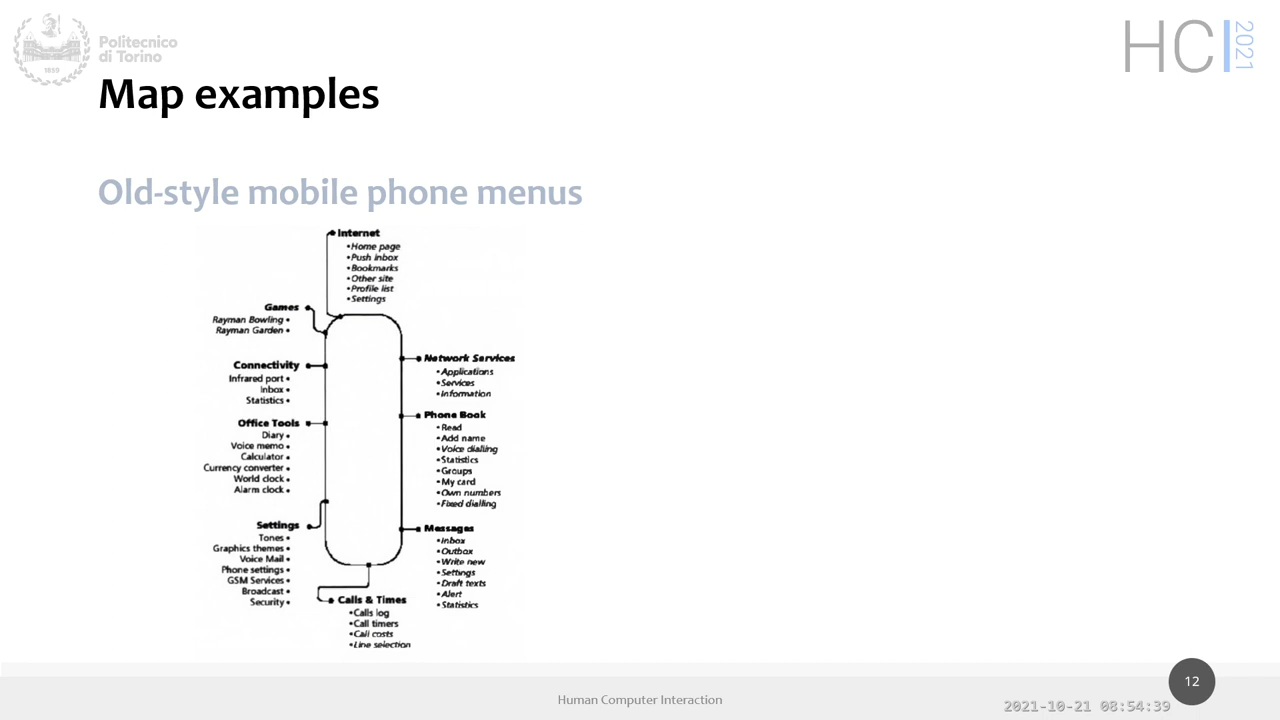 Politecnico
di Torino
1859
HCI
2021
Map examples
Old-style mobile phone menus
Internet
•Home page
•Push inbox
•Bookmarks
•Other site
•Profile list
•Settings
Games
Rayman Bowling •
Rayman Garden •
Connectivity
Infrared port •
Inbox •
Statistics •
Office Tools
Diary •
Voice memo •
Calculator •
Currency converter •
World clock •
Alarm clock •
Settings
Tones •
Graphics themes •
Voice Mail •
Phone settings •
GSM Services •
Broadcast •
Security •
Network Services
•Applications
•Services
•Information
Phone Book
•Read
•Add name
•Voice dialling
•Statistics
•Groups
•My card
•Own numbers
•Fixed dialling
Messages
•Inbox
•Outbox
•Write new
•Settings
•Draft texts
•Alert
•Statistics
Calls & Times
•Calls log
•Call timers
•Call costs
•Line selection
Human Computer Interaction
12
2021-10-21 08:54:39